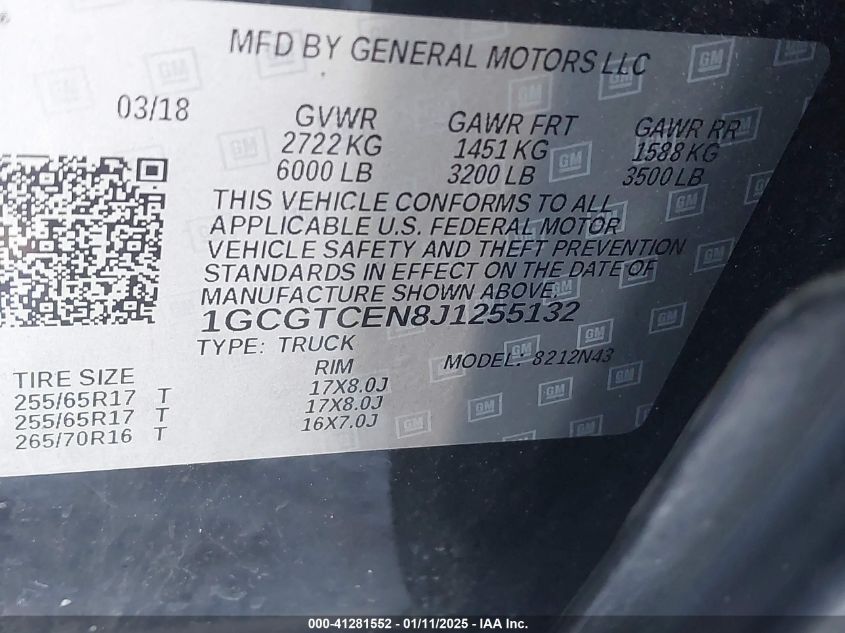 MFD BY GENERAL MOTORS LLC
03/18
GVWR GAWR FRT GAWR RR
2722 KG 1451 KG 1588 KG
6000 LB 3200 LB 3500 LB
THIS VEHICLE CONFORMS TO ALL
APPLICABLE U.S. FEDERAL MOTOR
VEHICLE SAFETY AND THEFT PREVENTION
STANDARDS IN EFFECT ON THE DATE OF
MANUFACTURE SHOWN ABOVE.
1GCGTCEN8J1255132
TYPE: TRUCK MODEL: 8212N43
TIRE SIZE RIM
255/65R17 T 17X8.0J
255/65R17 T 17X8.0J
265/70R16 T 16X7.0J
GM
000-41281552 - 01/11/2025 - IAA Inc.